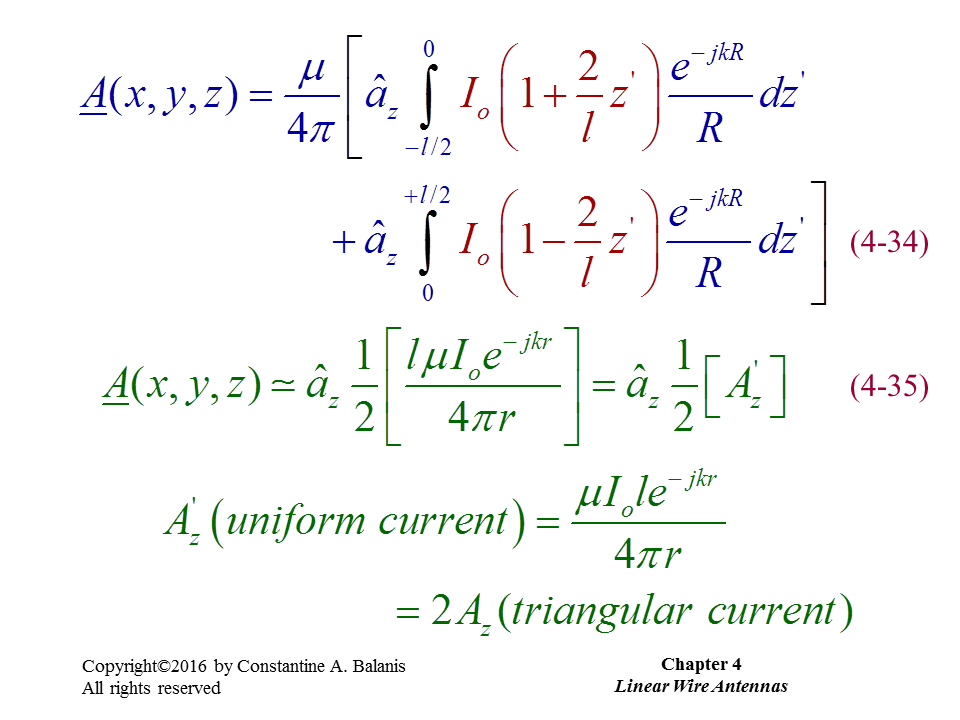 A(x, y, z) = μ/4π [ â_z ∫_{−l/2}^{0} I_o (1 + 2/l z') e^{−jkR}/R dz'
+ â_z ∫_{0}^{+l/2} I_o (1 − 2/l z') e^{−jkR}/R dz' ] (4-34)
A(x, y, z) ≃ â_z 1/2 [ lμI_o e^{−jkr} / 4πr ] = â_z 1/2 [ A'_z ] (4-35)
A'_z (uniform current) = μI_o l e^{−jkr} / 4πr
= 2 A_z (triangular current)
Copyright©2016 by Constantine A. Balanis
All rights reserved
Chapter 4
Linear Wire Antennas